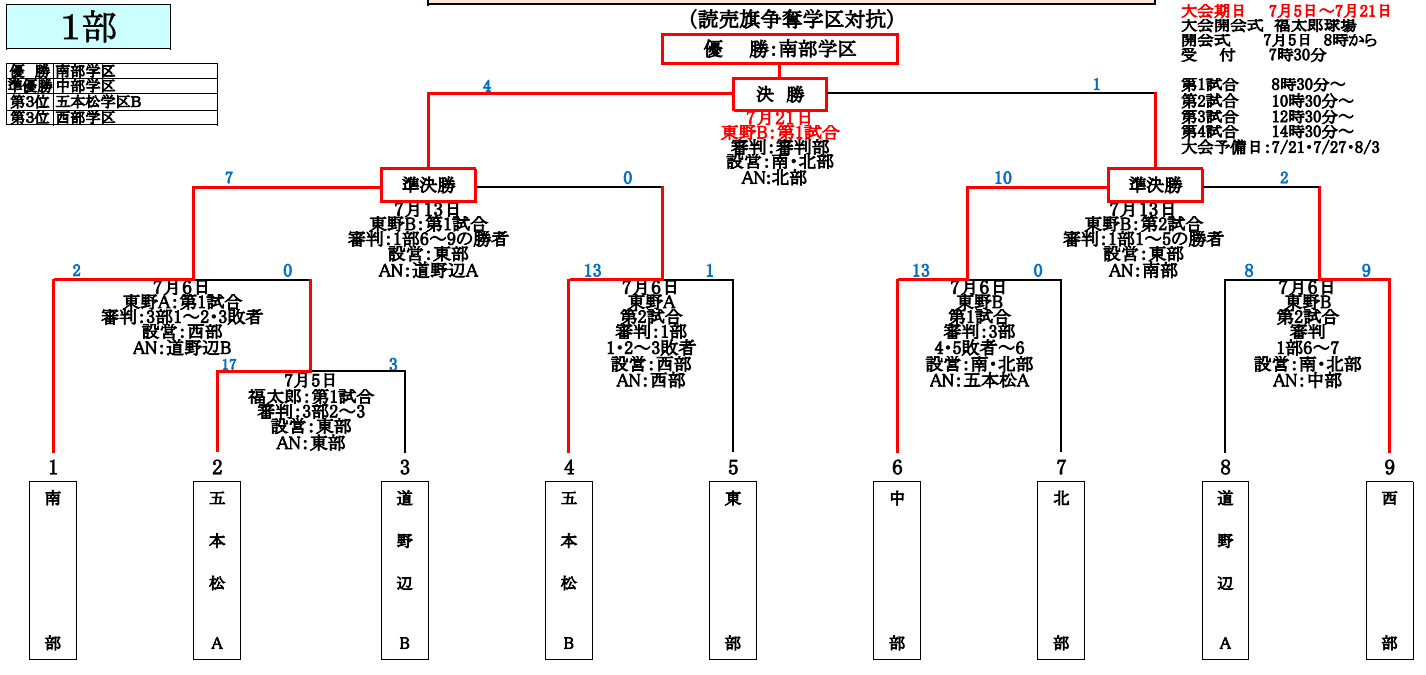 1部
(読売旗争奪学区対抗)
優　勝:南部学区
大会期日　7月5日～7月21日
大会開会式　福太郎球場
開会式　7月5日　8時から
受　付　7時30分
第1試合　8時30分～
第2試合　10時30分～
第3試合　12時30分～
第4試合　14時30分～
大会予備日:7/21・7/27・8/3
優　勝　南部学区
準優勝　中部学区
第3位　五本松学区B
第3位　西部学区
4　決　勝　1
7月21日
東野B:第1試合
審判:審判部
設営:南・北部
AN:北部
7　準決勝　0
7月13日
東野B:第1試合
審判:1部6～9の勝者
設営:東部
AN:道野辺A
10　準決勝　2
7月13日
東野B:第2試合
審判:1部1～5の勝者
設営:東部
AN:南部
2　0
7月6日
東野A:第1試合
審判:3部1～2・3敗者
設営:西部
AN:道野辺B
13　1
7月6日
東野A
第2試合
審判:1部
1・2～3敗者
設営:西部
AN:西部
13　0
7月6日
東野B
第1試合
審判:3部
4・5敗者～6
設営:南・北部
AN:五本松A
8　9
7月6日
東野B
第2試合
審判
1部6～7
設営:南・北部
AN:中部
17　3
7月5日
福太郎:第1試合
審判:3部2～3
設営:東部
AN:東部
1　2　3　4　5　6　7　8　9
南部
五本松A
道野辺B
五本松B
東部
中部
北部
道野辺A
西部